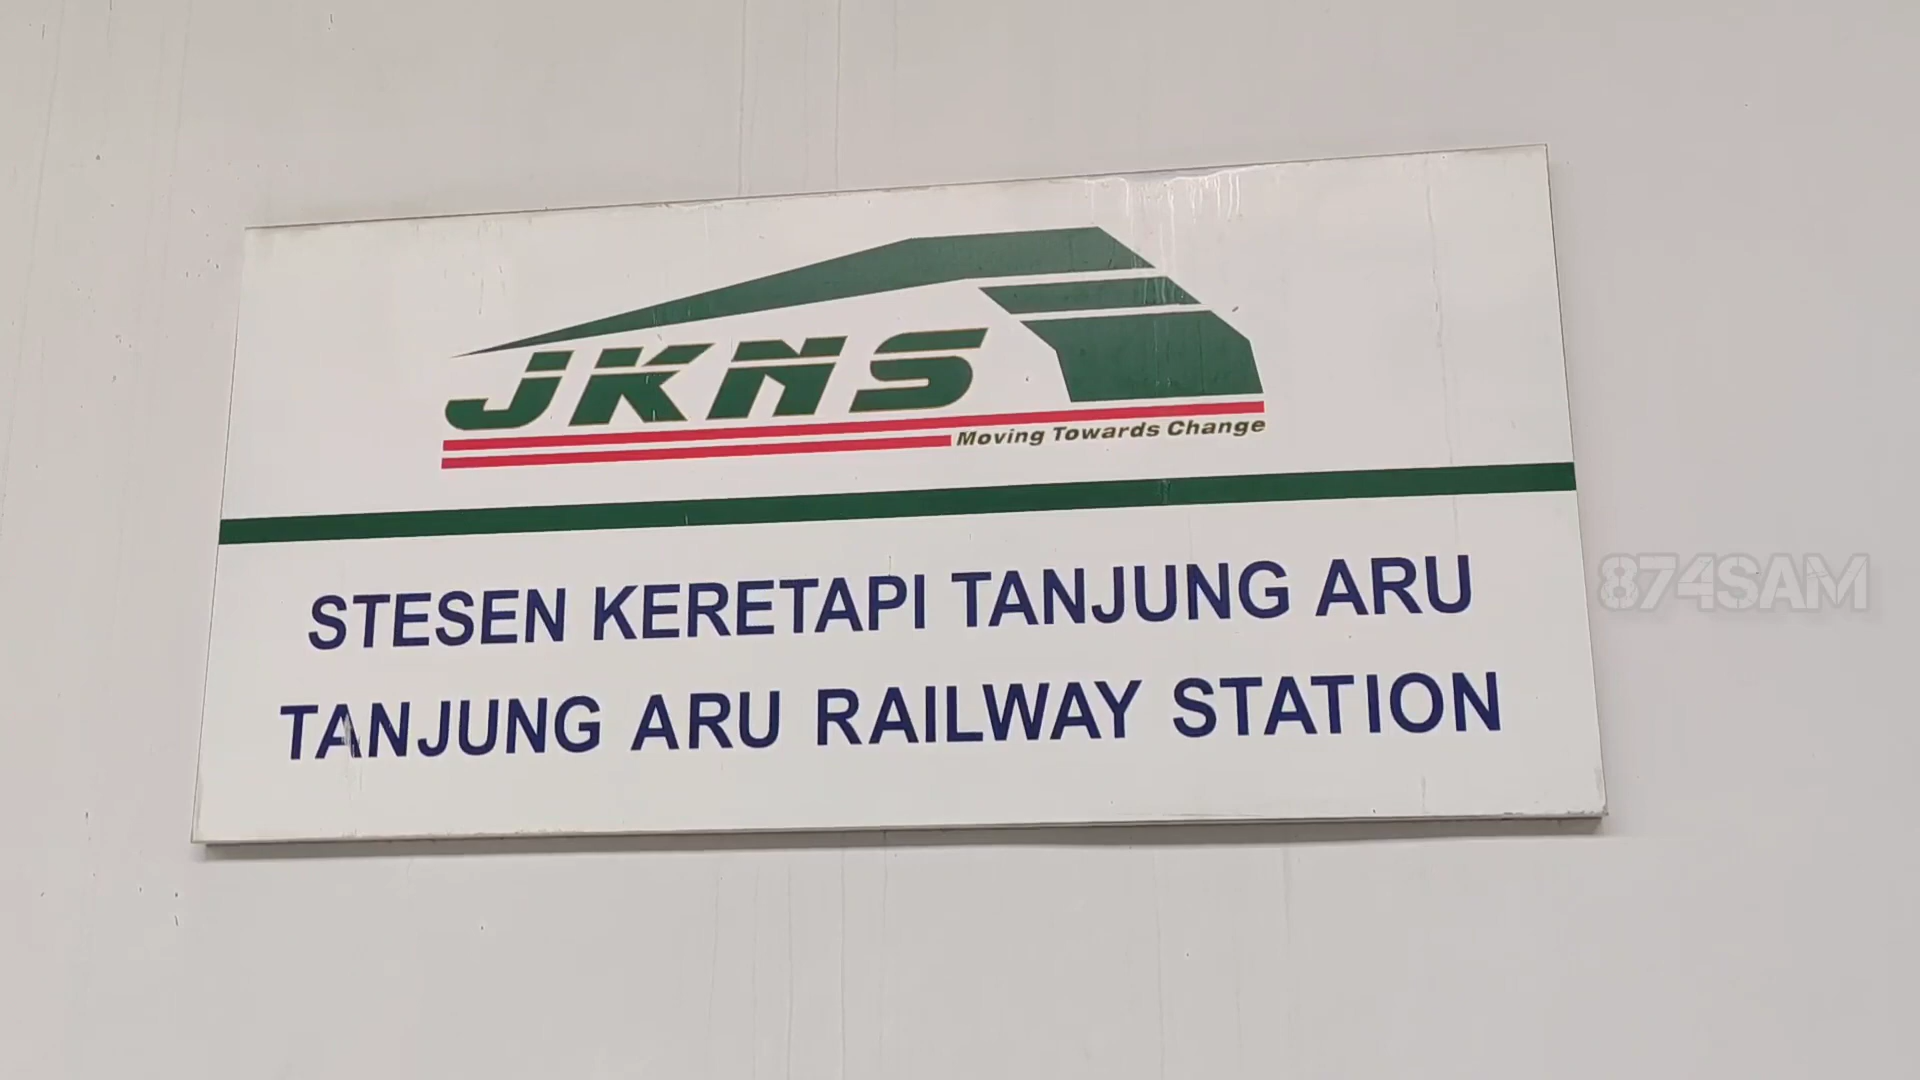 JKNS
Moving Towards Change
STESEN KERETAPI TANJUNG ARU
874SAM
TANJUNG ARU RAILWAY STATION